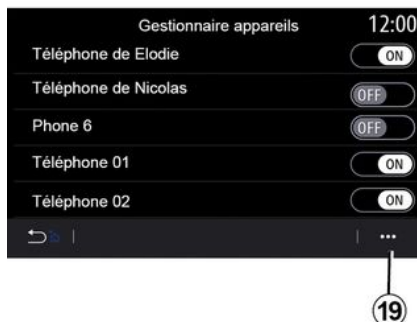 Gestionnaire appareils 12:00
Téléphone de Elodie ON
Téléphone de Nicolas OFF
Phone 6 OFF
Téléphone 01 ON
Téléphone 02 ON
19